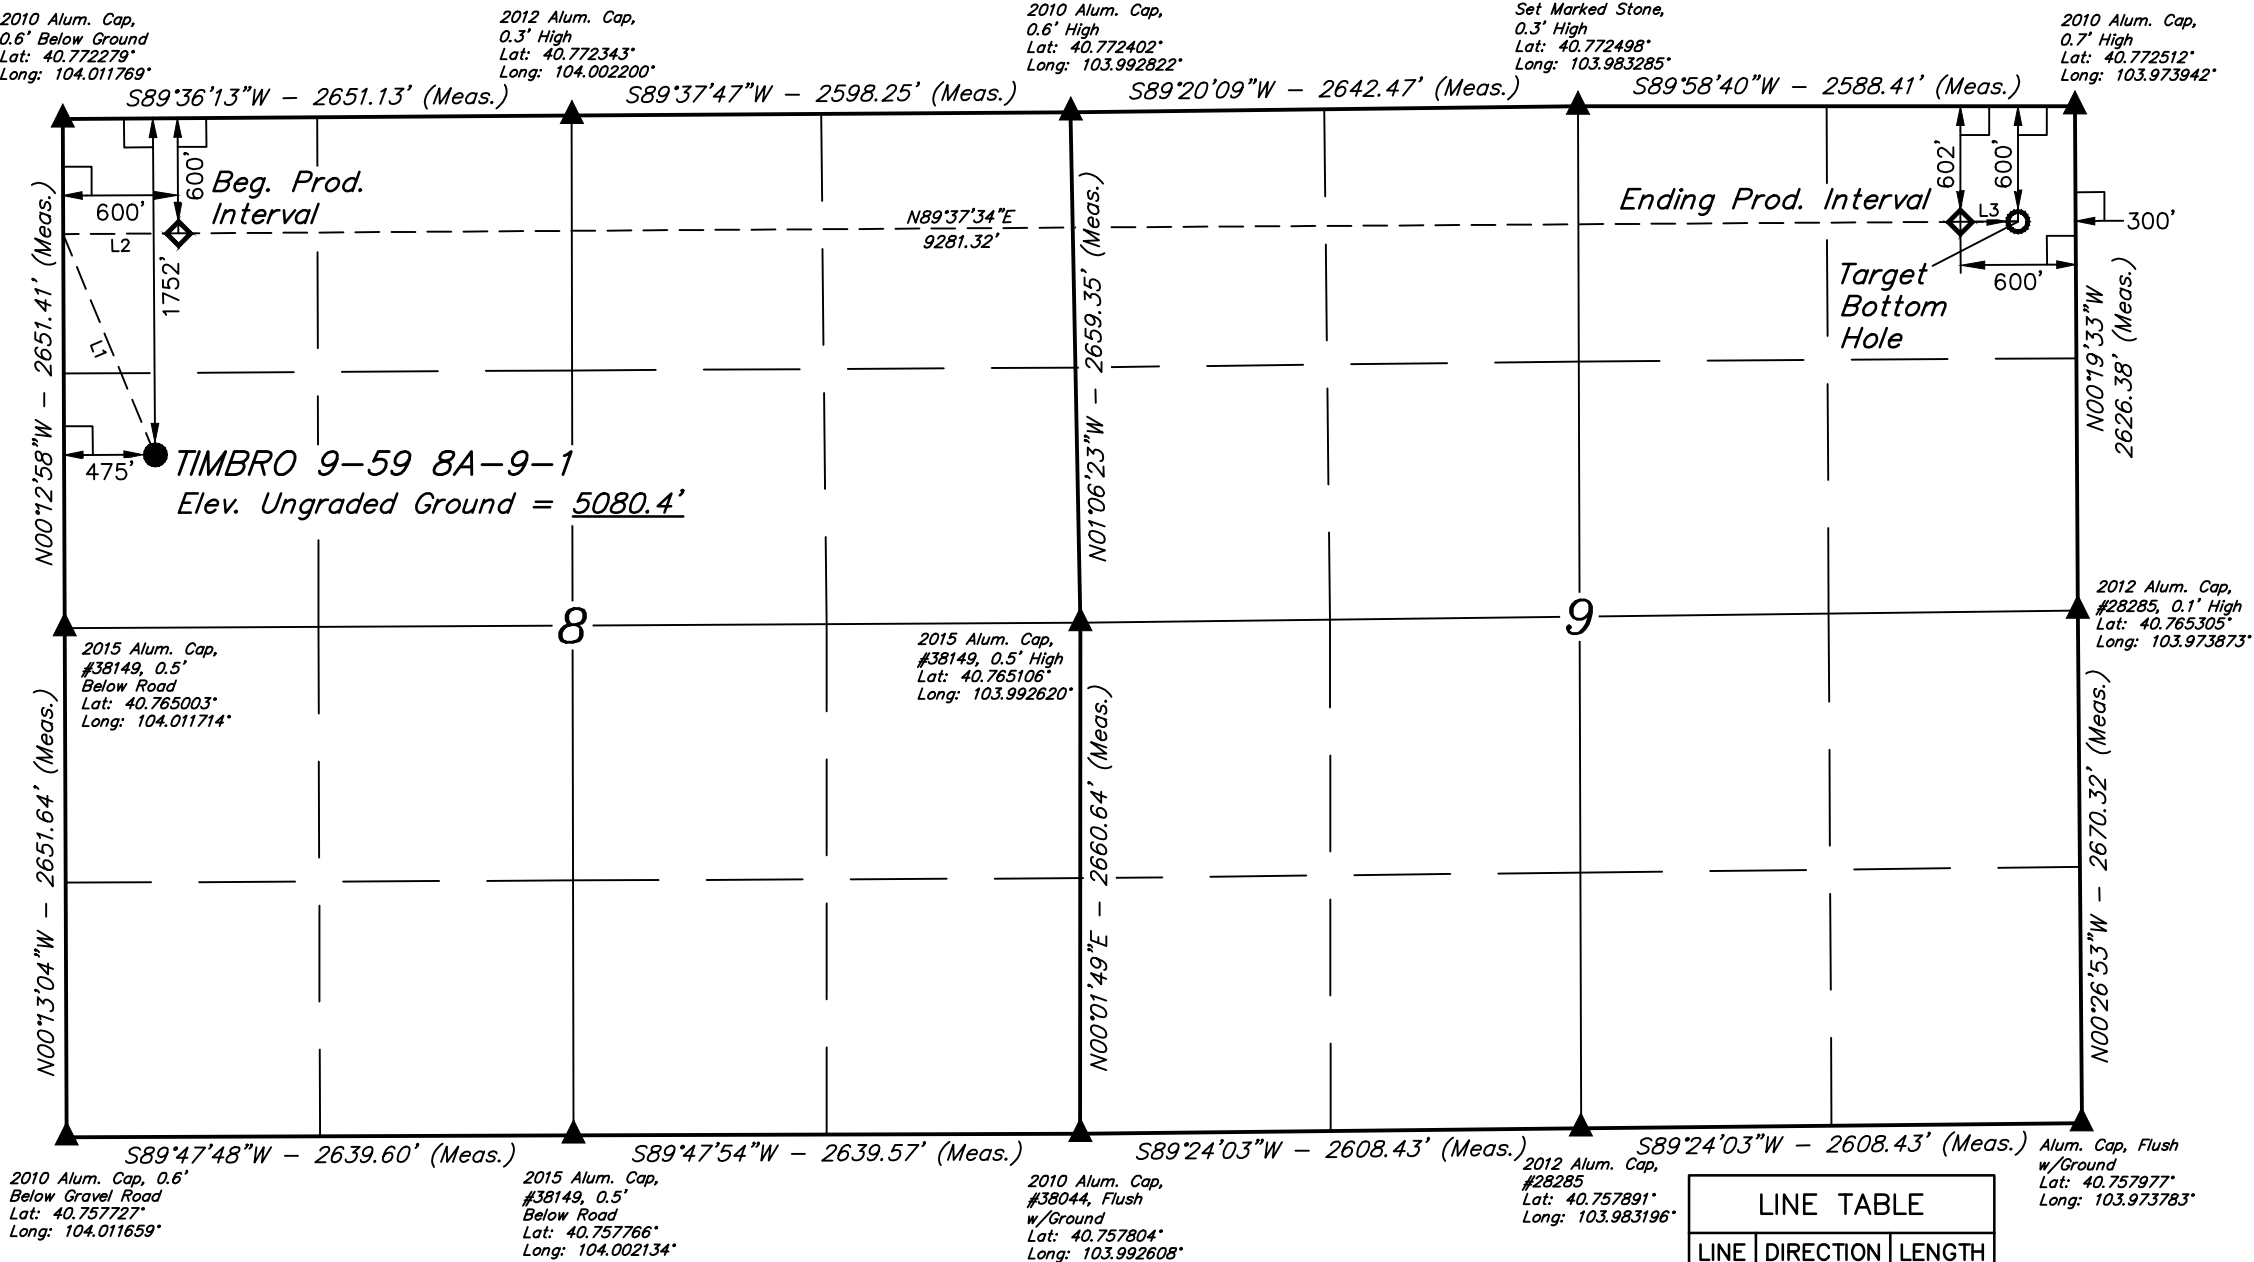 2010 Alum. Cap,
0.6' Below Ground
Lat: 40.772279°
Long: 104.011769°
2012 Alum. Cap,
0.3' High
Lat: 40.772343°
Long: 104.002200°
2010 Alum. Cap,
0.6' High
Lat: 40.772402°
Long: 103.992822°
Set Marked Stone,
0.3' High
Lat: 40.772498°
Long: 103.983285°
2010 Alum. Cap,
0.7' High
Lat: 40.772512°
Long: 103.973942°
S89°36'13"W – 2651.13' (Meas.)
S89°37'47"W – 2598.25' (Meas.)
S89°20'09"W – 2642.47' (Meas.)
S89°58'40"W – 2588.41' (Meas.)
N00°12'58"W – 2651.41' (Meas.)
600'
600'
Beg. Prod.
Interval
L2
1752'
L1
N89°37'34"E
9281.32'
N01°06'23"W – 2659.35' (Meas.)
Ending Prod. Interval
602'
600'
L3
300'
600'
Target
Bottom
Hole
N00°19'33"W
2626.38' (Meas.)
475'
TIMBRO 9-59 8A-9-1
Elev. Ungraded Ground = 5080.4'
8
9
2015 Alum. Cap,
#38149, 0.5'
Below Road
Lat: 40.765003°
Long: 104.011714°
2015 Alum. Cap,
#38149, 0.5' High
Lat: 40.765106°
Long: 103.992620°
2012 Alum. Cap,
#28285, 0.1' High
Lat: 40.765305°
Long: 103.973873°
N00°13'04"W – 2651.64' (Meas.)
N00°01'49"E – 2660.64' (Meas.)
N00°26'53"W – 2670.32' (Meas.)
S89°47'48"W – 2639.60' (Meas.)
S89°47'54"W – 2639.57' (Meas.)
S89°24'03"W – 2608.43' (Meas.)
S89°24'03"W – 2608.43' (Meas.)
2010 Alum. Cap, 0.6'
Below Gravel Road
Lat: 40.757727°
Long: 104.011659°
2015 Alum. Cap,
#38149, 0.5'
Below Road
Lat: 40.757766°
Long: 104.002134°
2010 Alum. Cap,
#38044, Flush
w/Ground
Lat: 40.757804°
Long: 103.992608°
2012 Alum. Cap,
#28285
Lat: 40.757891°
Long: 103.983196°
Alum. Cap, Flush
w/Ground
Lat: 40.757977°
Long: 103.973783°
LINE TABLE
LINE DIRECTION LENGTH